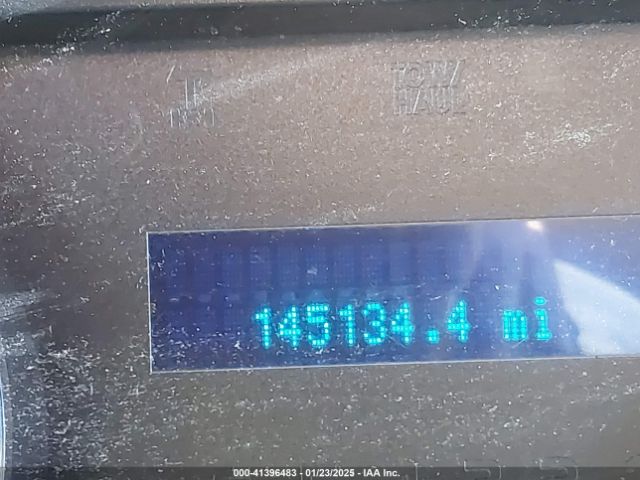 TOW/
HAUL
145134.4 mi
000-41396483 - 01/23/2025 - IAA Inc.